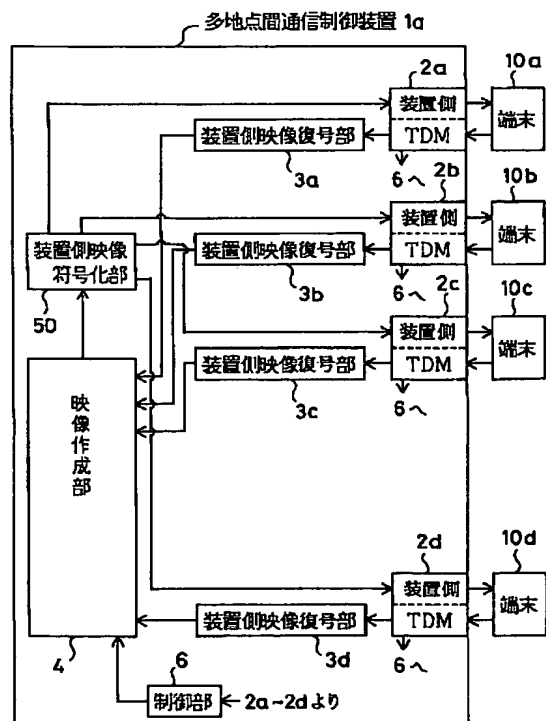 多地点間通信制御装置 1a
2a
10a
装置側
TDM
端末
装置側映像復号部
3a
6へ
2b
10b
装置側
TDM
端末
装置側映像
符号化部
50
装置側映像復号部
3b
6へ
2c
10c
装置側
TDM
端末
装置側映像復号部
3c
6へ
映像作成部
4
2d
10d
装置側
TDM
端末
装置側映像復号部
3d
6へ
6
制御部
2a~2dより